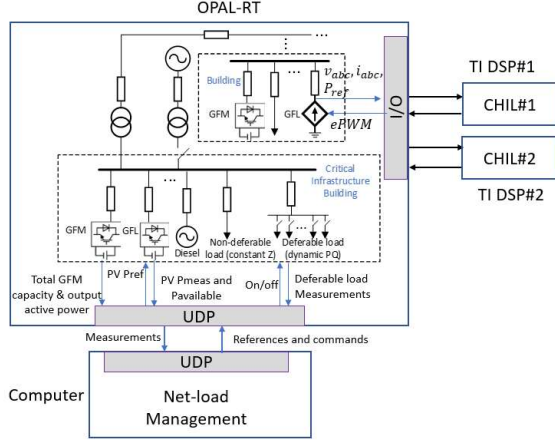 OPAL-RT
...
Building
GFM
...
GFL
v_abc, i_abc,
P_ref
ePWM
I/O
TI DSP#1
CHIL#1
CHIL#2
TI DSP#2
...
Critical
Infrastructure
Building
GFM
GFL
Diesel
Non-deferable
load (constant Z)
Deferable load
(dynamic PQ)
Total GFM
capacity & output
active power
PV Pref
PV Pmeas and
Pavailable
On/off
Deferable load
Measurements
UDP
Measurements
References and commands
UDP
Computer
Net-load
Management